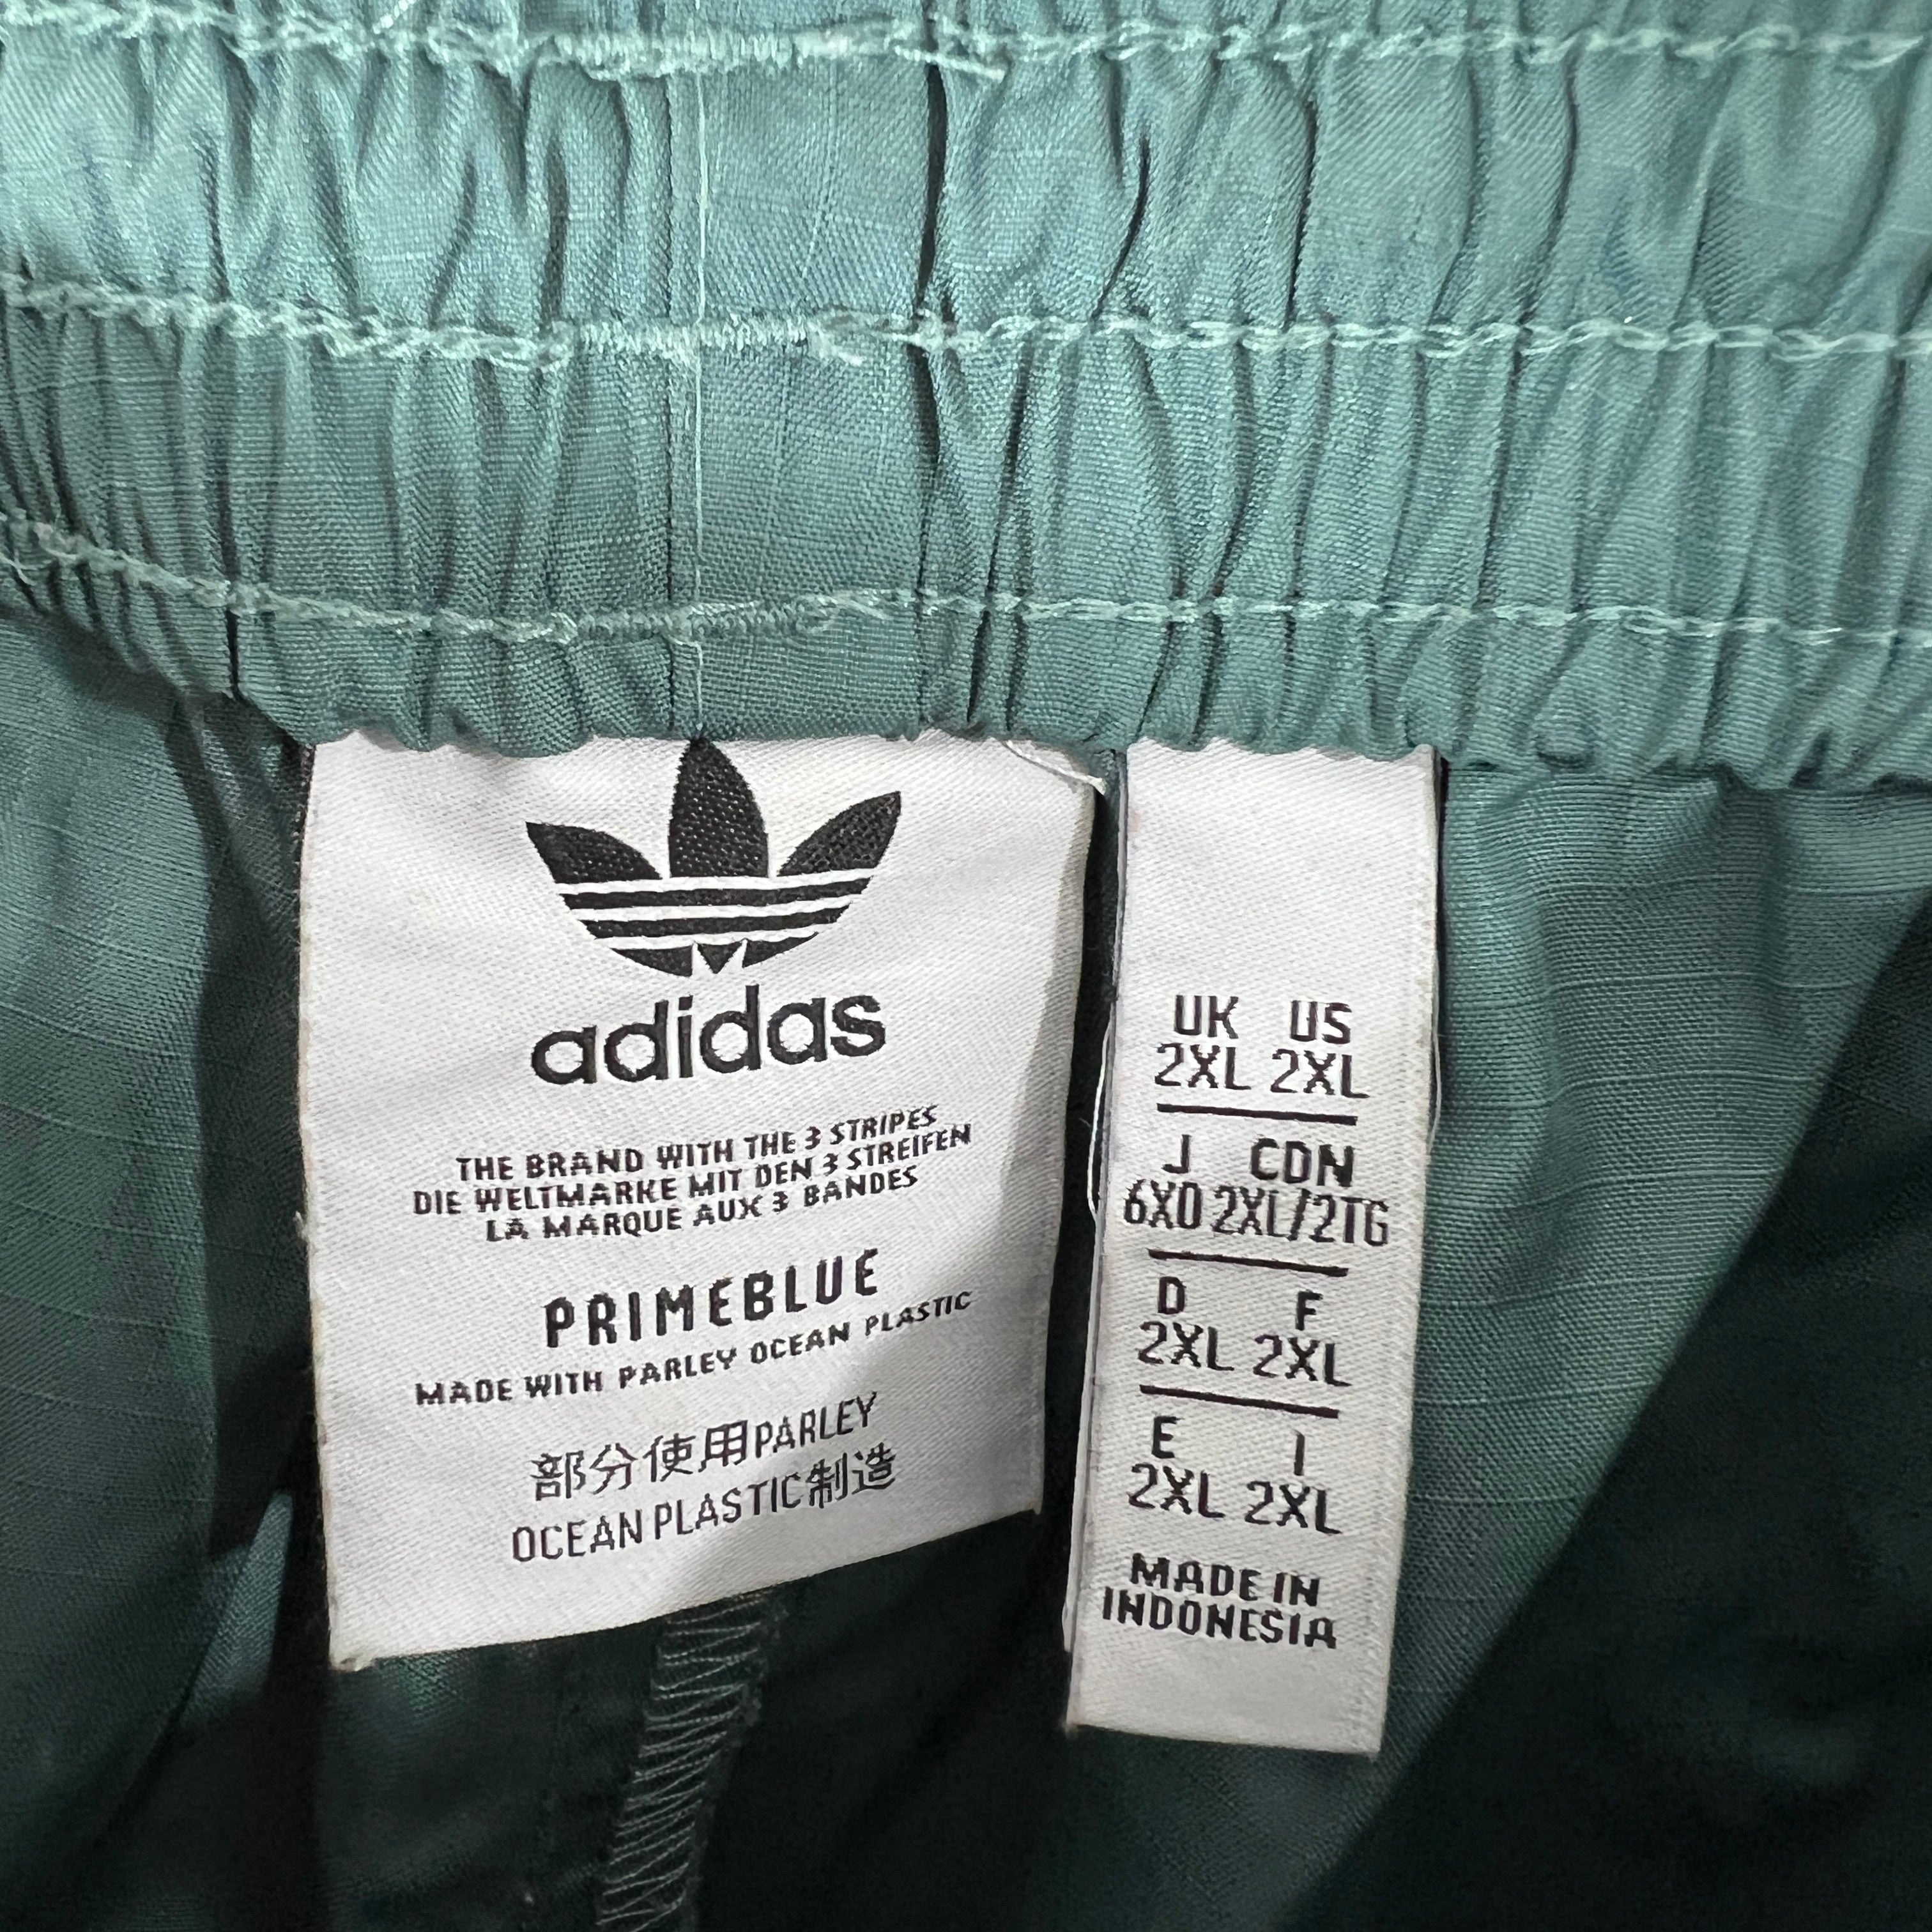 adidas
THE BRAND WITH THE 3 STRIPES
DIE WELTMARKE MIT DEN 3 STREIFEN
LA MARQUE AUX 3 BANDES
PRIMEBLUE
MADE WITH PARLEY OCEAN PLASTIC
部分使用PARLEY
OCEAN PLASTIC制造
UK US
2XL 2XL
J CDN
6XO 2XL/2TG
D F
2XL 2XL
E I
2XL 2XL
MADE IN
INDONESIA